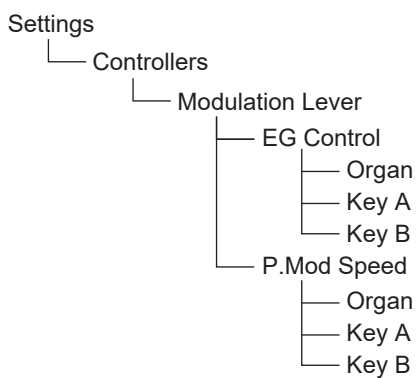 Settings
Controllers
Modulation Lever
EG Control
Organ
Key A
Key B
P.Mod Speed
Organ
Key A
Key B